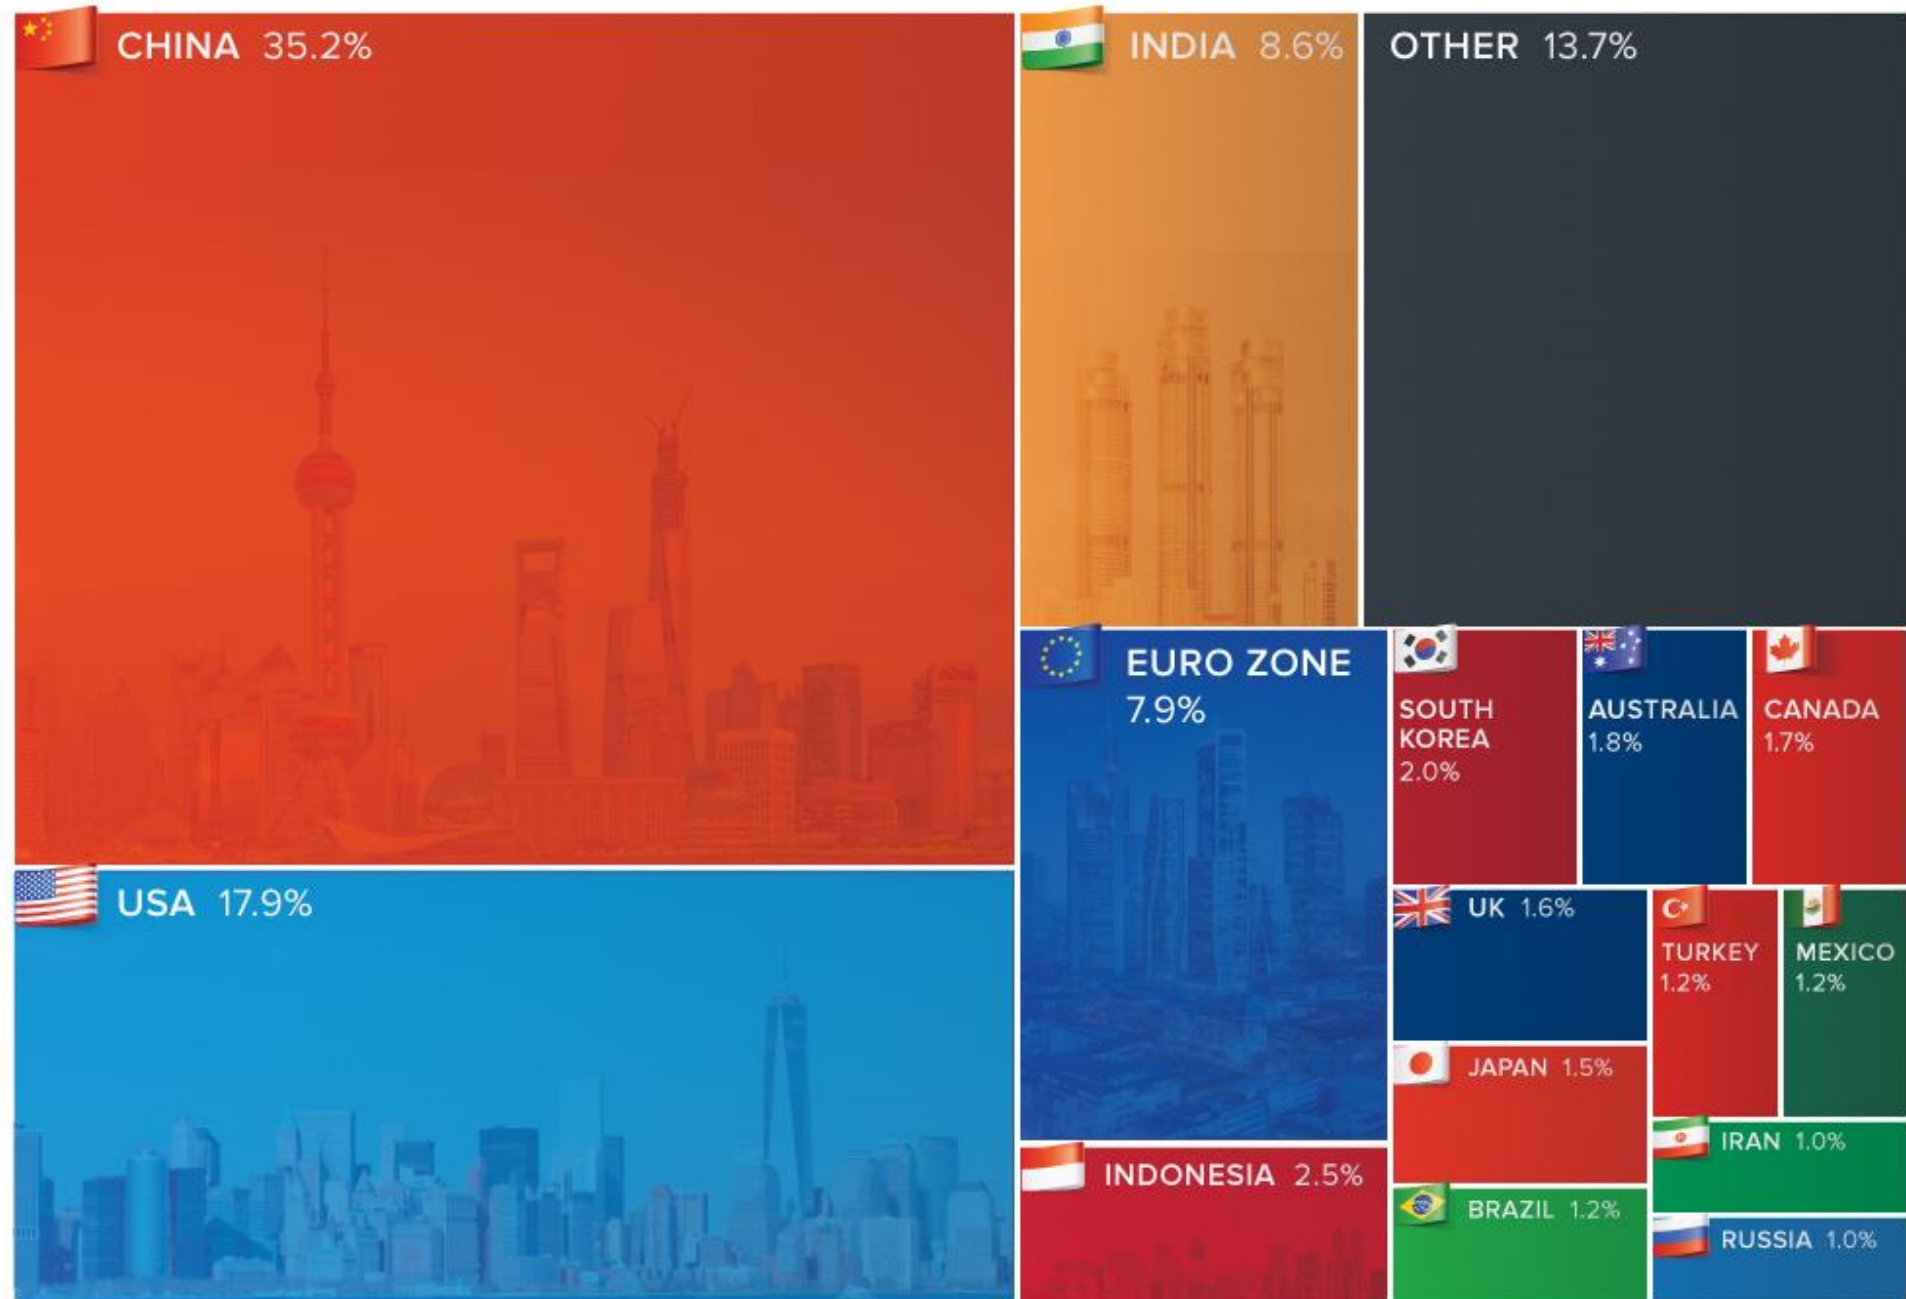 CHINA 35.2%
INDIA 8.6%
OTHER 13.7%
EURO ZONE
7.9%
SOUTH
KOREA
2.0%
AUSTRALIA
1.8%
CANADA
1.7%
USA 17.9%
UK 1.6%
TURKEY
1.2%
MEXICO
1.2%
JAPAN 1.5%
IRAN 1.0%
INDONESIA 2.5%
BRAZIL 1.2%
RUSSIA 1.0%